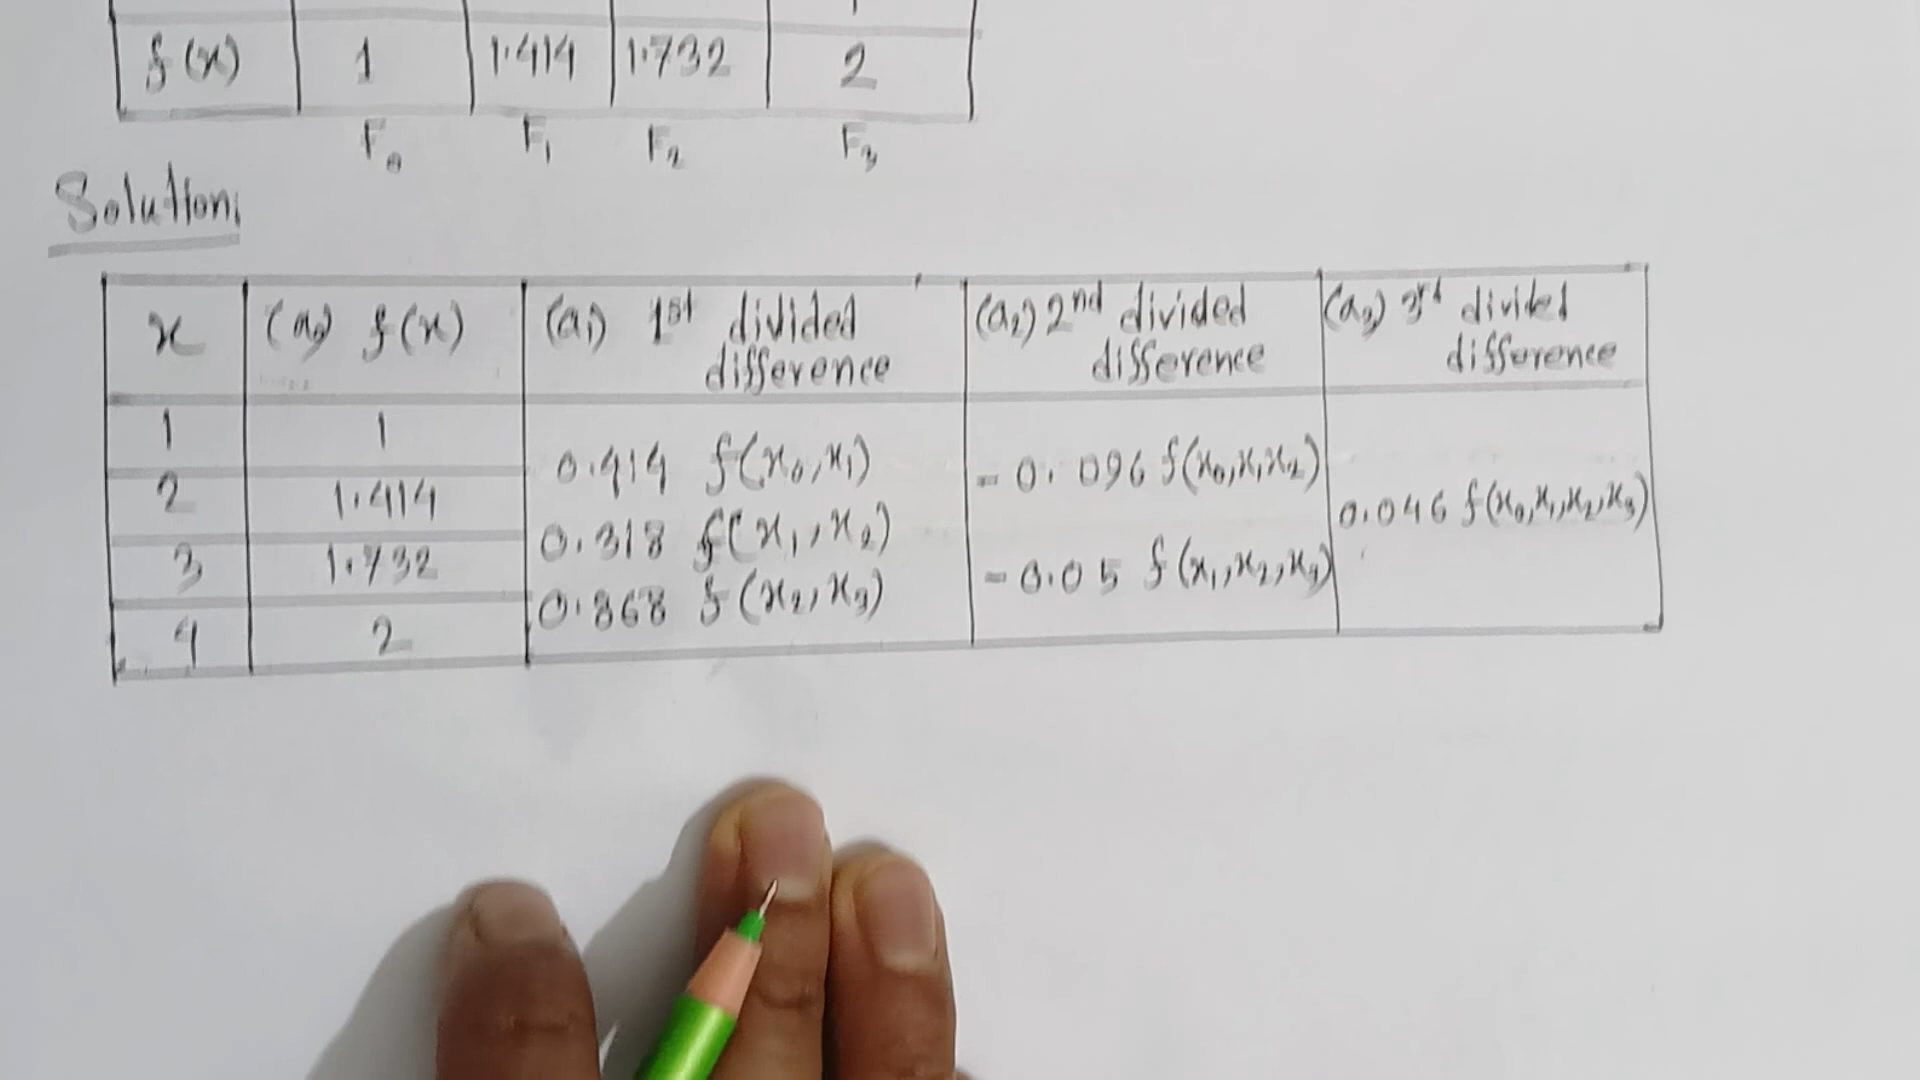 f(x) 1 1.414 1.732 2
F0 F1 F2 F3
Solution,
x (a0) f(x) (a1) 1st divided difference (a2) 2nd divided difference (a3) 3rd divided difference
1 1
0.414 f(x0,x1) -0.096 f(x0,x1,x2)
2 1.414
0.046 f(x0,x1,x2,x3)
0.318 f(x1,x2)
3 1.732
-0.05 f(x1,x2,x3)
0.868 f(x2,x3)
4 2